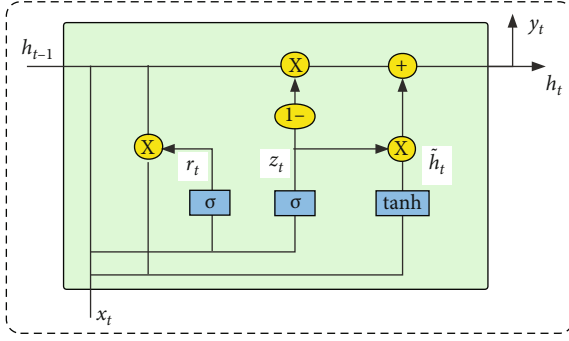 y_t
h_{t−1}
X
+
h_t
1−
X
r_t
z_t
X
h̃_t
σ
σ
tanh
x_t